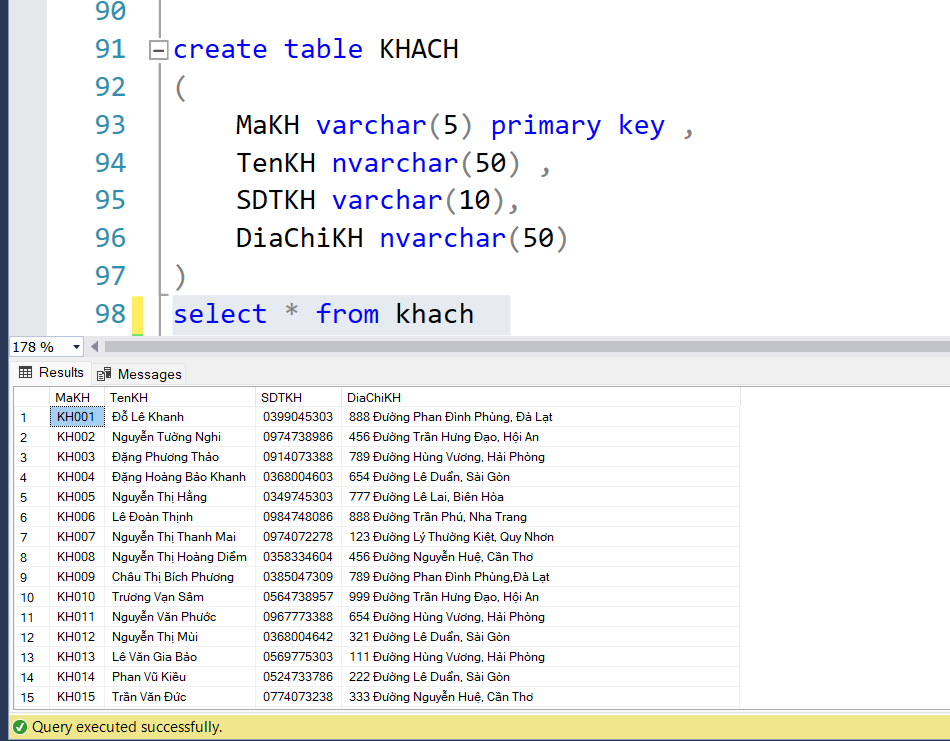 90
91 create table KHACH
92 (
93 MaKH varchar(5) primary key ,
94 TenKH nvarchar(50) ,
95 SDTKH varchar(10),
96 DiaChiKH nvarchar(50)
97 )
98 select * from khach
178 %
Results Messages
MaKH TenKH SDTKH DiaChiKH
1 KH001 Đỗ Lê Khanh 0399045303 888 Đường Phan Đình Phùng, Đà Lạt
2 KH002 Nguyễn Tường Nghi 0974738986 456 Đường Trần Hưng Đạo, Hội An
3 KH003 Đặng Phương Thảo 0914073388 789 Đường Hùng Vương, Hải Phòng
4 KH004 Đặng Hoàng Bảo Khanh 0368004603 654 Đường Lê Duẩn, Sài Gòn
5 KH005 Nguyễn Thị Hằng 0349745303 777 Đường Lê Lai, Biên Hòa
6 KH006 Lê Đoàn Thịnh 0984748086 888 Đường Trần Phú, Nha Trang
7 KH007 Nguyễn Thị Thanh Mai 0974072278 123 Đường Lý Thường Kiệt, Quy Nhơn
8 KH008 Nguyễn Thị Hoàng Diễm 0358334604 456 Đường Nguyễn Huệ, Cần Thơ
9 KH009 Châu Thị Bích Phương 0385047309 789 Đường Phan Đình Phùng,Đà Lạt
10 KH010 Trương Vạn Sâm 0564738957 999 Đường Trần Hưng Đạo, Hội An
11 KH011 Nguyễn Văn Phước 0967773388 654 Đường Hùng Vương, Hải Phòng
12 KH012 Nguyễn Thị Mùi 0368004642 321 Đường Lê Duẩn, Sài Gòn
13 KH013 Lê Văn Gia Bảo 0569775303 111 Đường Hùng Vương, Hải Phòng
14 KH014 Phan Vũ Kiều 0524733786 222 Đường Lê Duẩn, Sài Gòn
15 KH015 Trần Văn Đức 0774073238 333 Đường Nguyễn Huệ, Cần Thơ
Query executed successfully.